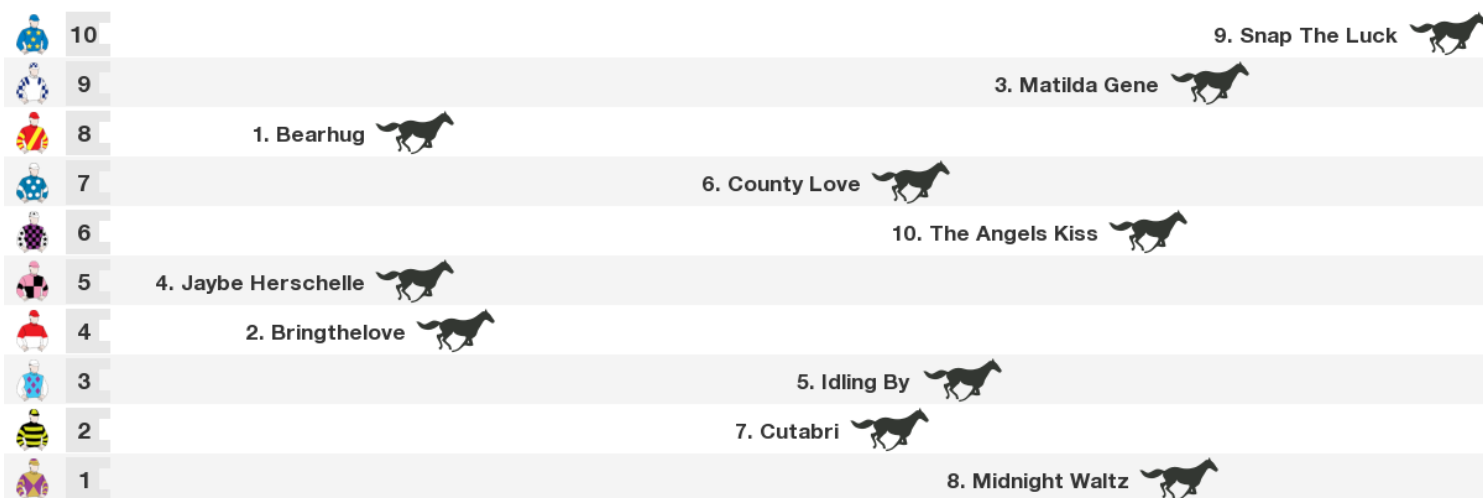 10 9. Snap The Luck
9 3. Matilda Gene
8 1. Bearhug
7 6. County Love
6 10. The Angels Kiss
5 4. Jaybe Herschelle
4 2. Bringthelove
3 5. Idling By
2 7. Cutabri
1 8. Midnight Waltz